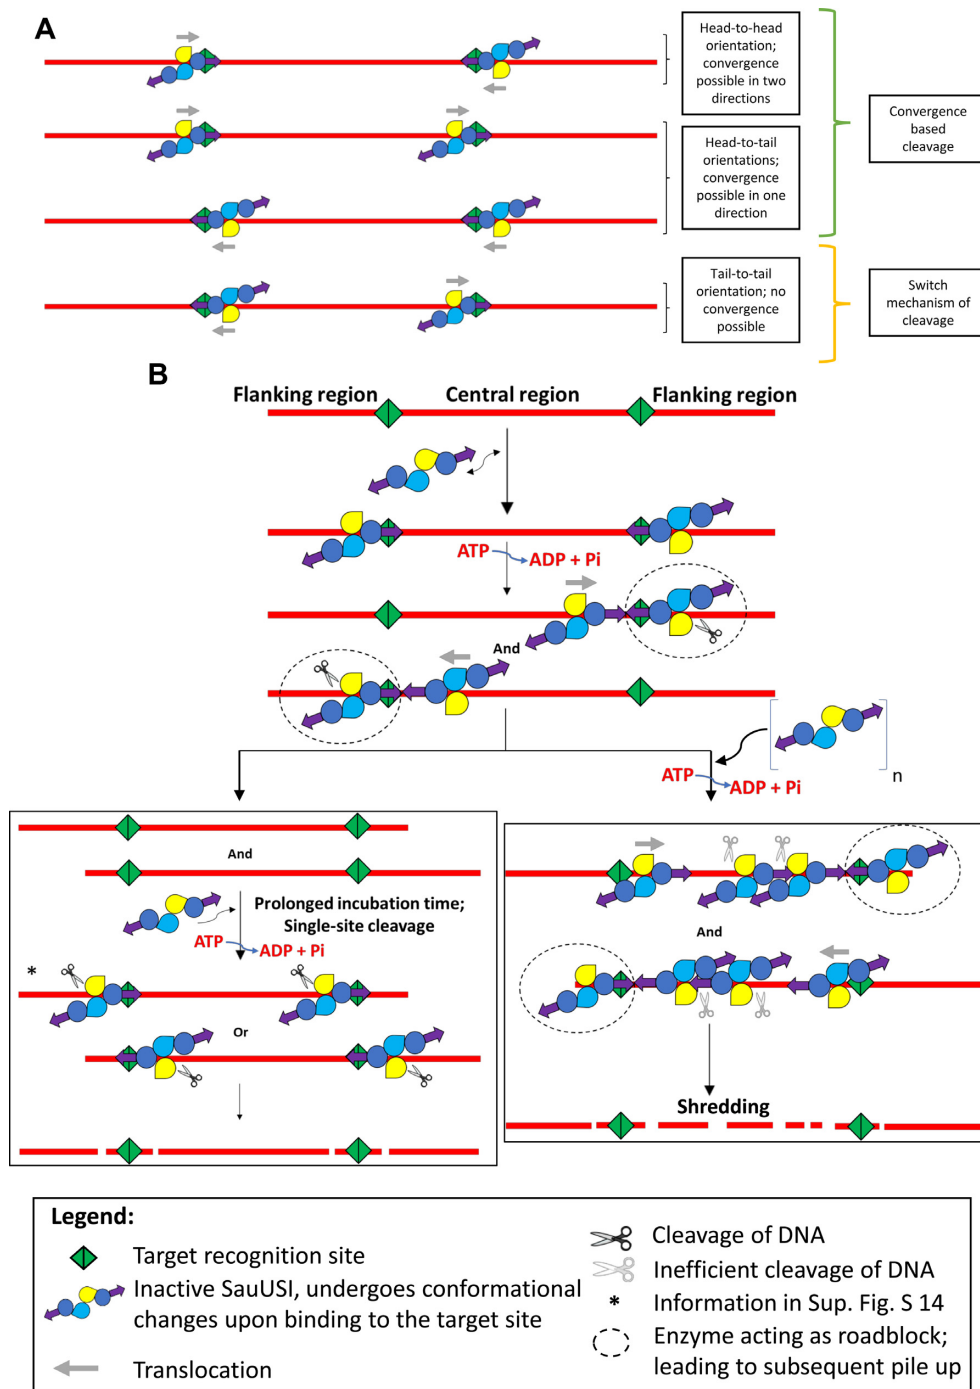 A
Head-to-head
orientation;
convergence
possible in two
directions
Head-to-tail
orientations;
convergence
possible in one
direction
Convergence
based
cleavage
Tail-to-tail
orientation; no
convergence
possible
Switch
mechanism of
cleavage
B
Flanking region
Central region
Flanking region
ATP
ADP + Pi
And
n
ATP
ADP + Pi
And
Prolonged incubation time;
Single-site cleavage
ATP
ADP + Pi
*
Or
And
Shredding
Legend:
Target recognition site
Inactive SauUSI, undergoes conformational
changes upon binding to the target site
Translocation
Cleavage of DNA
Inefficient cleavage of DNA
* Information in Sup. Fig. S 14
Enzyme acting as roadblock;
leading to subsequent pile up